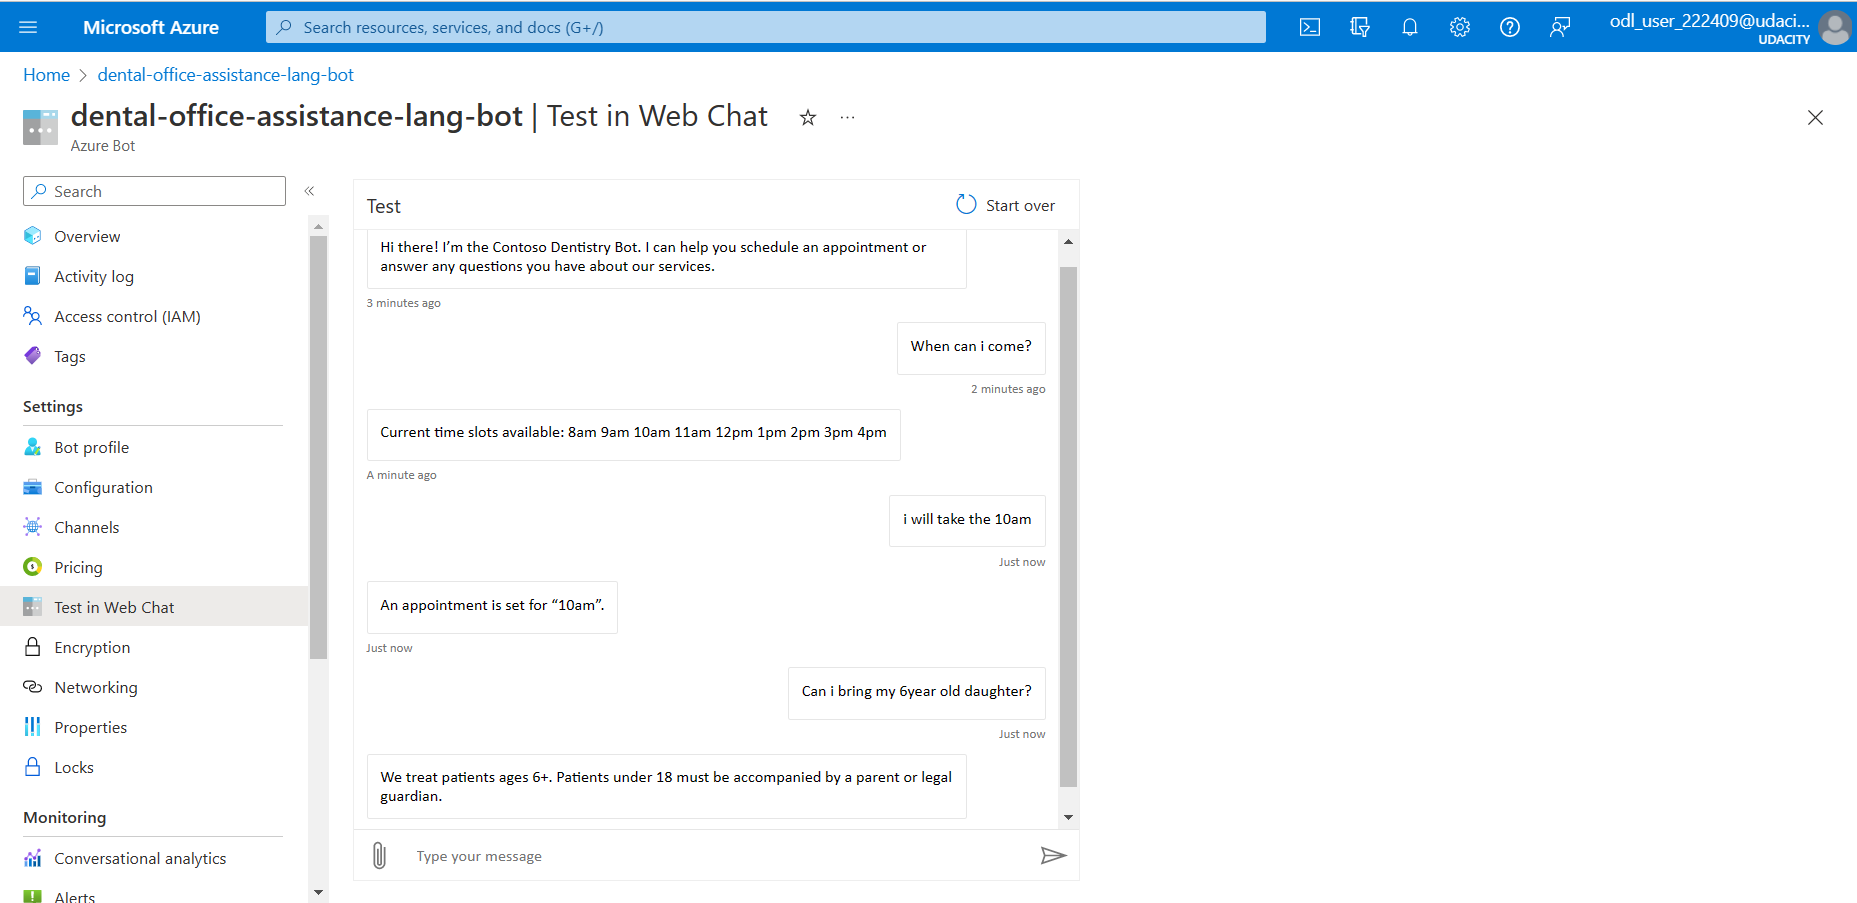 Microsoft Azure
Search resources, services, and docs (G+/)
odl_user_222409@udaci...
UDACITY
Home > dental-office-assistance-lang-bot
dental-office-assistance-lang-bot | Test in Web Chat
Azure Bot
Search
Overview
Activity log
Access control (IAM)
Tags
Settings
Bot profile
Configuration
Channels
Pricing
Test in Web Chat
Encryption
Networking
Properties
Locks
Monitoring
Conversational analytics
Alerts
Test
Start over
Hi there! I’m the Contoso Dentistry Bot. I can help you schedule an appointment or
answer any questions you have about our services.
3 minutes ago
When can i come?
2 minutes ago
Current time slots available: 8am 9am 10am 11am 12pm 1pm 2pm 3pm 4pm
A minute ago
i will take the 10am
Just now
An appointment is set for “10am”.
Just now
Can i bring my 6year old daughter?
Just now
We treat patients ages 6+. Patients under 18 must be accompanied by a parent or legal
guardian.
Type your message